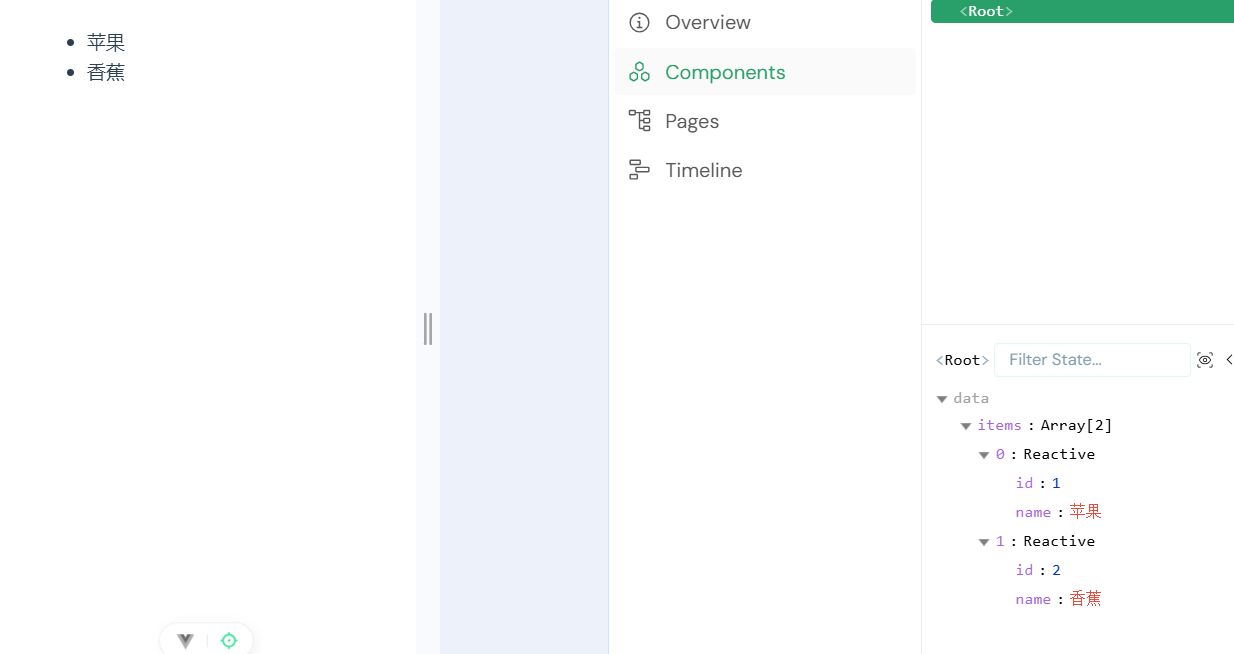 苹果
香蕉
Overview
Components
Pages
Timeline
<Root>
<Root>
Filter State...
data
items : Array[2]
0 : Reactive
id : 1
name : 苹果
1 : Reactive
id : 2
name : 香蕉